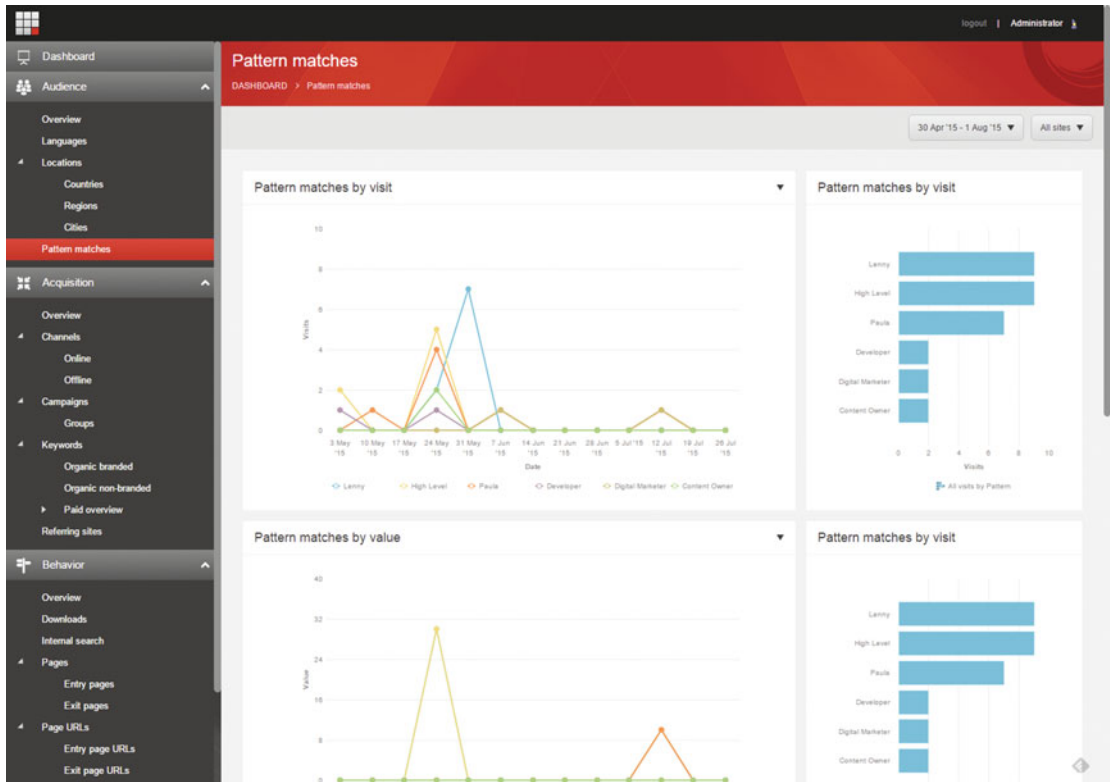 logout | Administrator
Dashboard
Audience
Overview
Languages
Locations
Countries
Regions
Cities
Pattern matches
Acquisition
Overview
Channels
Online
Offline
Campaigns
Groups
Keywords
Organic branded
Organic non-branded
Paid overview
Referring sites
Behavior
Overview
Downloads
Internal search
Pages
Entry pages
Exit pages
Page URLs
Entry page URLs
Exit page URLs
Pattern matches
DASHBOARD > Pattern matches
30 Apr '15 - 1 Aug '15
All sites
Pattern matches by visit
10
8
6
4
2
0
Visits
3 May 10 May 17 May 24 May 31 May 7 Jun 14 Jun 21 Jun 28 Jun 5 Jul '15 12 Jul 19 Jul 26 Jul
'15 '15 '15 '15 '15 '15 '15 '15 '15 '15 '15 '15
Date
Lenny High Level Paula Developer Digital Marketer Content Owner
Pattern matches by visit
Lenny
High Level
Paula
Developer
Digital Marketer
Content Owner
0 2 4 6 8 10
Visits
All visits by Pattern
Pattern matches by value
40
32
24
16
8
0
Value
Pattern matches by visit
Lenny
High Level
Paula
Developer
Digital Marketer
Content Owner